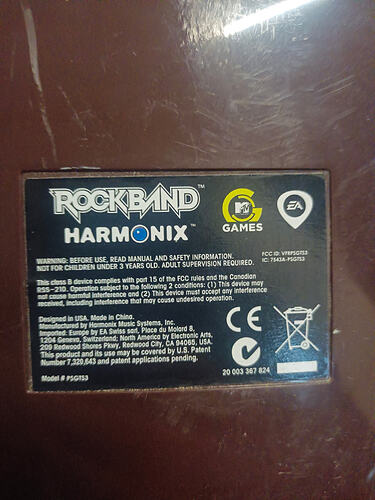 ROCKBAND™
HARMONIX™
G MTV
GAMES
EA
WARNING: BEFORE USE, READ MANUAL AND SAFETY INFORMATION.
NOT FOR CHILDREN UNDER 3 YEARS OLD. ADULT SUPERVISION REQUIRED.
FCC ID: VFRPSGTS3
IC: 7543A-PSGTS3
This class B device complies with part 15 of the FCC rules and the Canadian
RSS-210. Operation subject to the following 2 conditions: (1) This device may
not cause harmful interference and (2) This device must accept any interference
received, including interference that may cause undesired operation.
Designed in USA. Made in China.
Manufactured by Harmonix Music Systems, Inc.
Imported: Europe by EA Swiss sarl, Place du Molard 8,
1204 Geneva, Switzerland; North America by Electronic Arts,
209 Redwood Shores Pkwy, Redwood City, CA 94065, USA.
This product and its use may be covered by U.S. Patent
Number 7,329,643 and patent applications pending.
CE
20 003 367 824
Model # PSGTS3